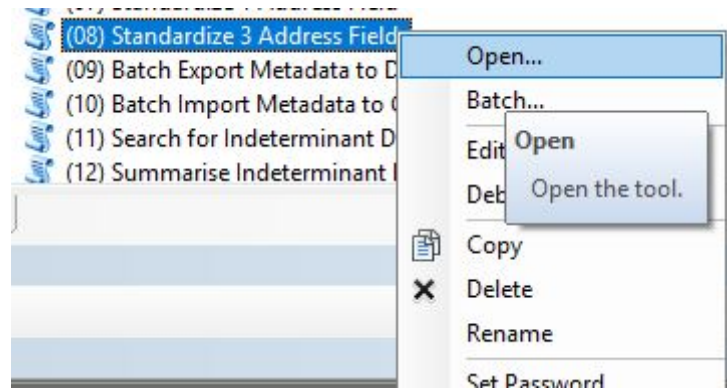 (08) Standardize 3 Address Field
(09) Batch Export Metadata to
(10) Batch Import Metadata to
(11) Search for Indeterminant
(12) Summarise Indeterminant
Open...
Batch...
Edit
Open
Open the tool.
Copy
Delete
Rename
Set Password